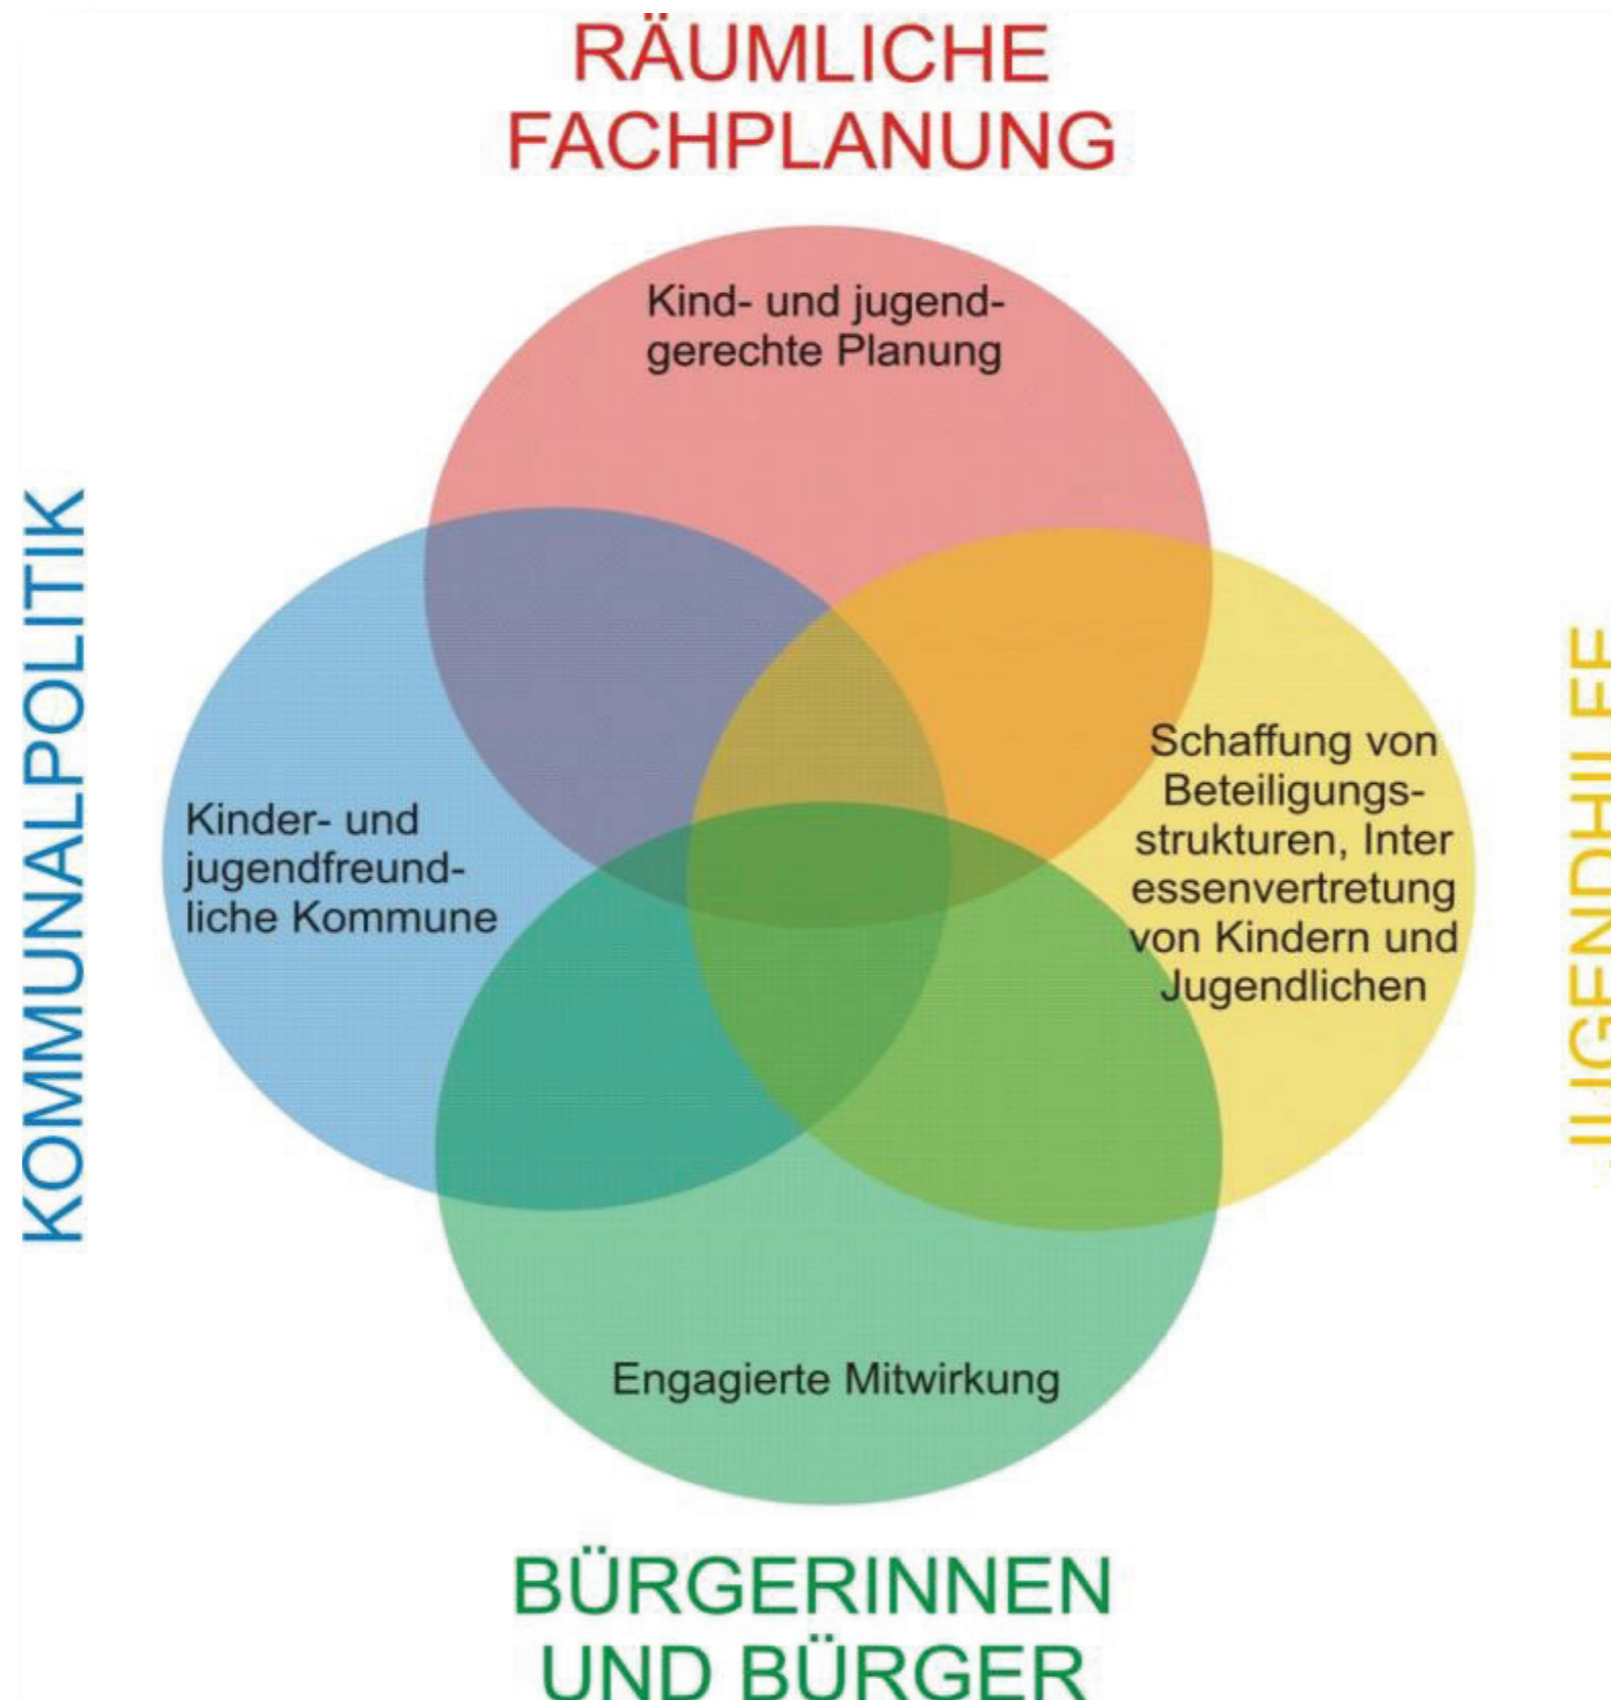 RÄUMLICHE
FACHPLANUNG
Kind- und jugend-
gerechte Planung
KOMMUNALPOLITIK
Kinder- und
jugendfreund-
liche Kommune
Schaffung von
Beteiligungs-
strukturen, Inter
essenvertretung
von Kindern und
Jugendlichen
JUGENDHILFE
Engagierte Mitwirkung
BÜRGERINNEN
UND BÜRGER